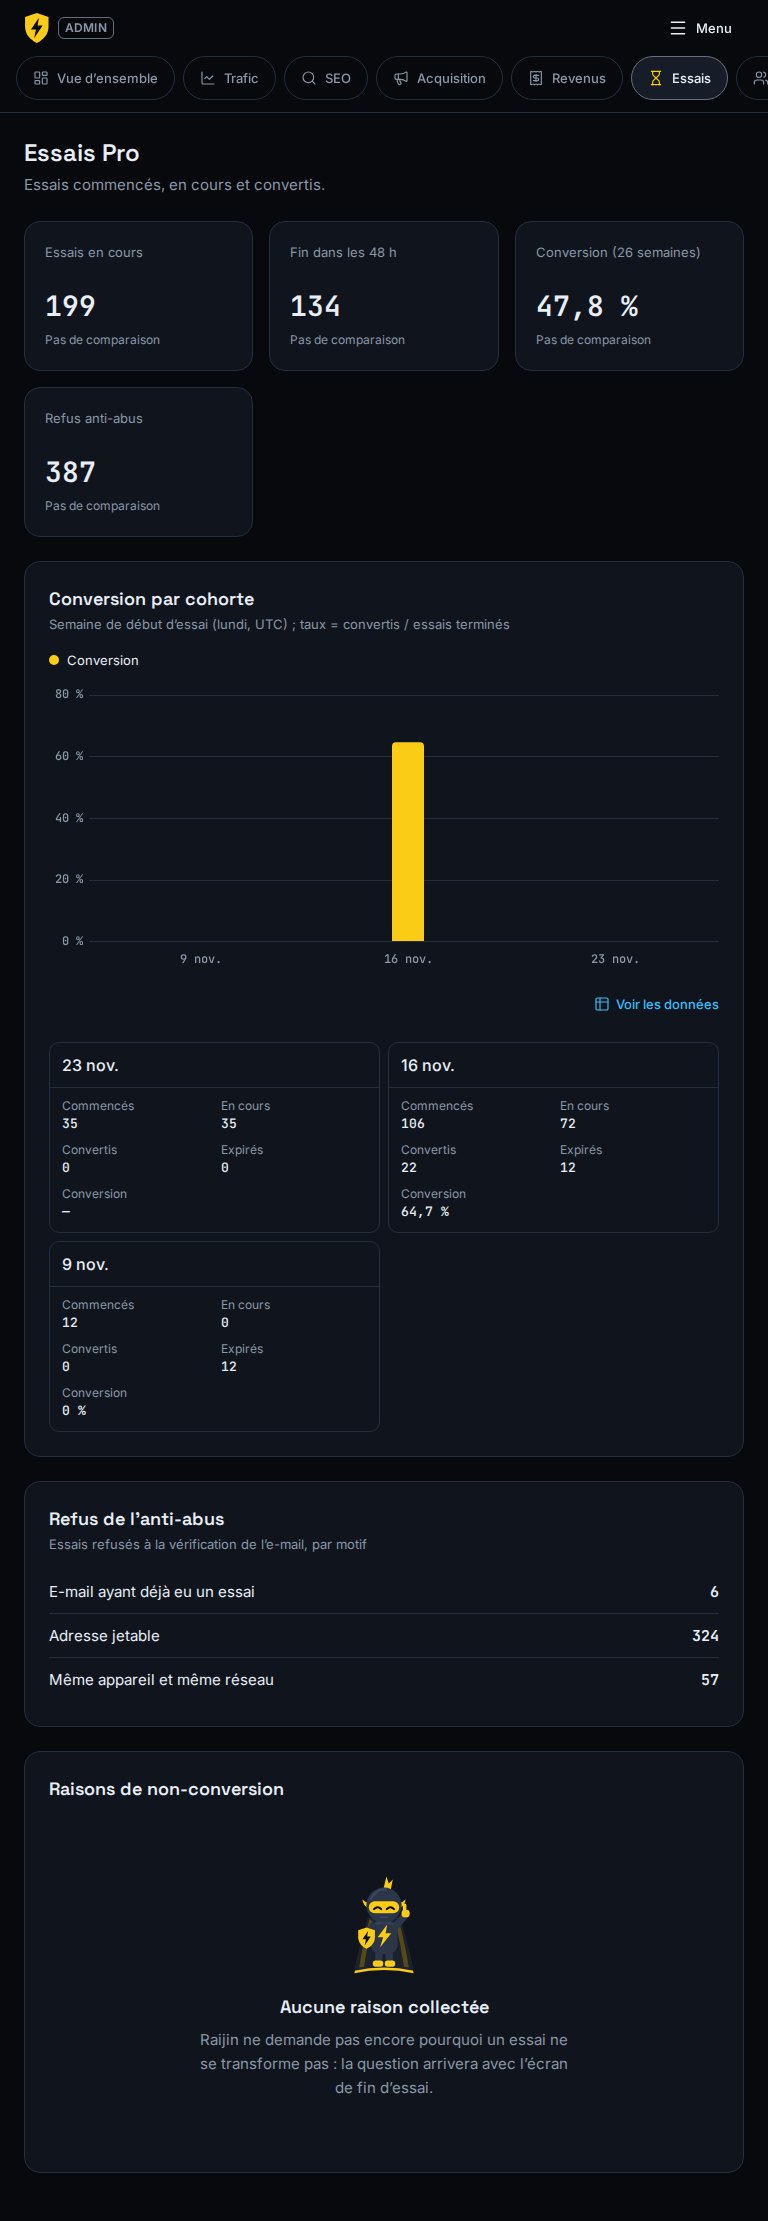 ADMIN
Menu
Vue d’ensemble
Trafic
SEO
Acquisition
Revenus
Essais
Essais Pro
Essais commencés, en cours et convertis.
Essais en cours
199
Pas de comparaison
Fin dans les 48 h
134
Pas de comparaison
Conversion (26 semaines)
47,8 %
Pas de comparaison
Refus anti-abus
387
Pas de comparaison
Conversion par cohorte
Semaine de début d’essai (lundi, UTC) ; taux = convertis / essais terminés
Conversion
80 %
60 %
40 %
20 %
0 %
9 nov.
16 nov.
23 nov.
Voir les données
23 nov.
Commencés
35
En cours
35
Convertis
0
Expirés
0
Conversion
—
16 nov.
Commencés
106
En cours
72
Convertis
22
Expirés
12
Conversion
64,7 %
9 nov.
Commencés
12
En cours
0
Convertis
0
Expirés
12
Conversion
0 %
Refus de l’anti-abus
Essais refusés à la vérification de l’e-mail, par motif
E-mail ayant déjà eu un essai
6
Adresse jetable
324
Même appareil et même réseau
57
Raisons de non-conversion
Aucune raison collectée
Raijin ne demande pas encore pourquoi un essai ne
se transforme pas : la question arrivera avec l’écran
de fin d’essai.